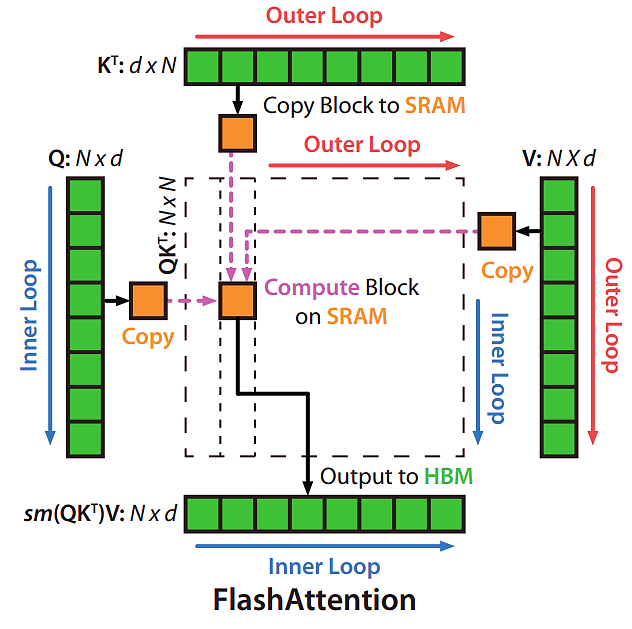 Outer Loop
Kᵀ: d x N
Copy Block to SRAM
Outer Loop
Q: N x d
V: N X d
QKᵀ: N x N
Inner Loop
Copy
Compute Block
on SRAM
Copy
Inner Loop
Outer Loop
Output to HBM
sm(QKᵀ)V: N x d
Inner Loop
FlashAttention